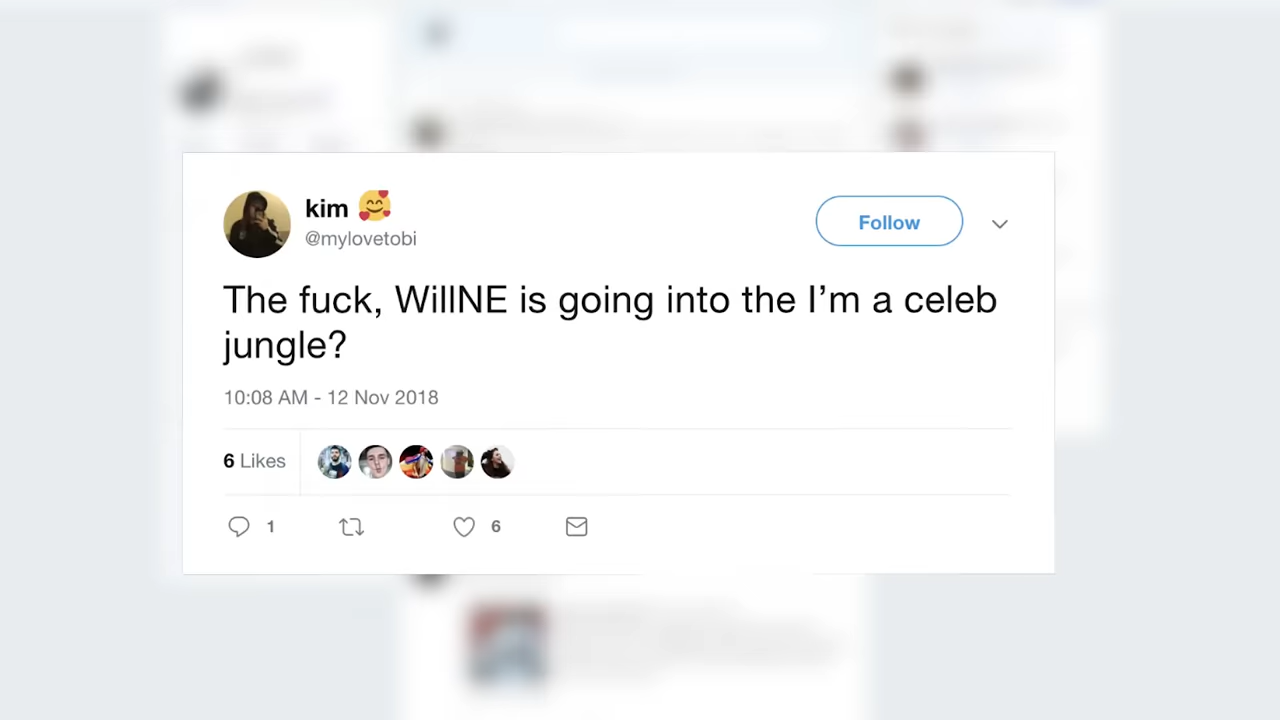 kim 🥰
@mylovetobi
Follow
The fuck, WillNE is going into the I’m a celeb
jungle?
10:08 AM - 12 Nov 2018
6 Likes
1
6